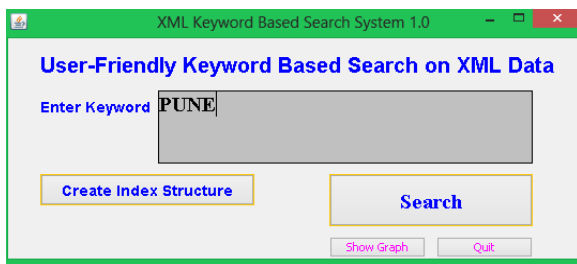 XML Keyword Based Search System 1.0
User-Friendly Keyword Based Search on XML Data
Enter Keyword PUNE
Create Index Structure
Search
Show Graph Quit